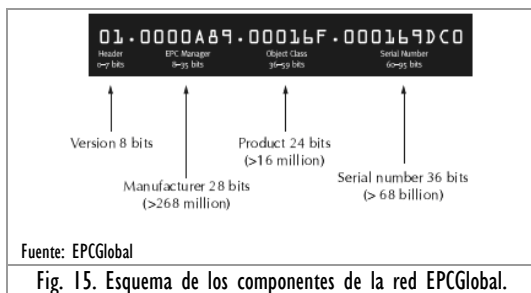 01.0000A89.00016F.000169DC0
Header EPC Manager Object Class Serial Number
0-7 bits 8-35 bits 36-59 bits 60-95 bits
Version 8 bits
Product 24 bits
(>16 million)
Manufacturer 28 bits
(>268 million)
Serial number 36 bits
(> 68 billion)
Fuente: EPCGlobal
Fig. 15. Esquema de los componentes de la red EPCGlobal.